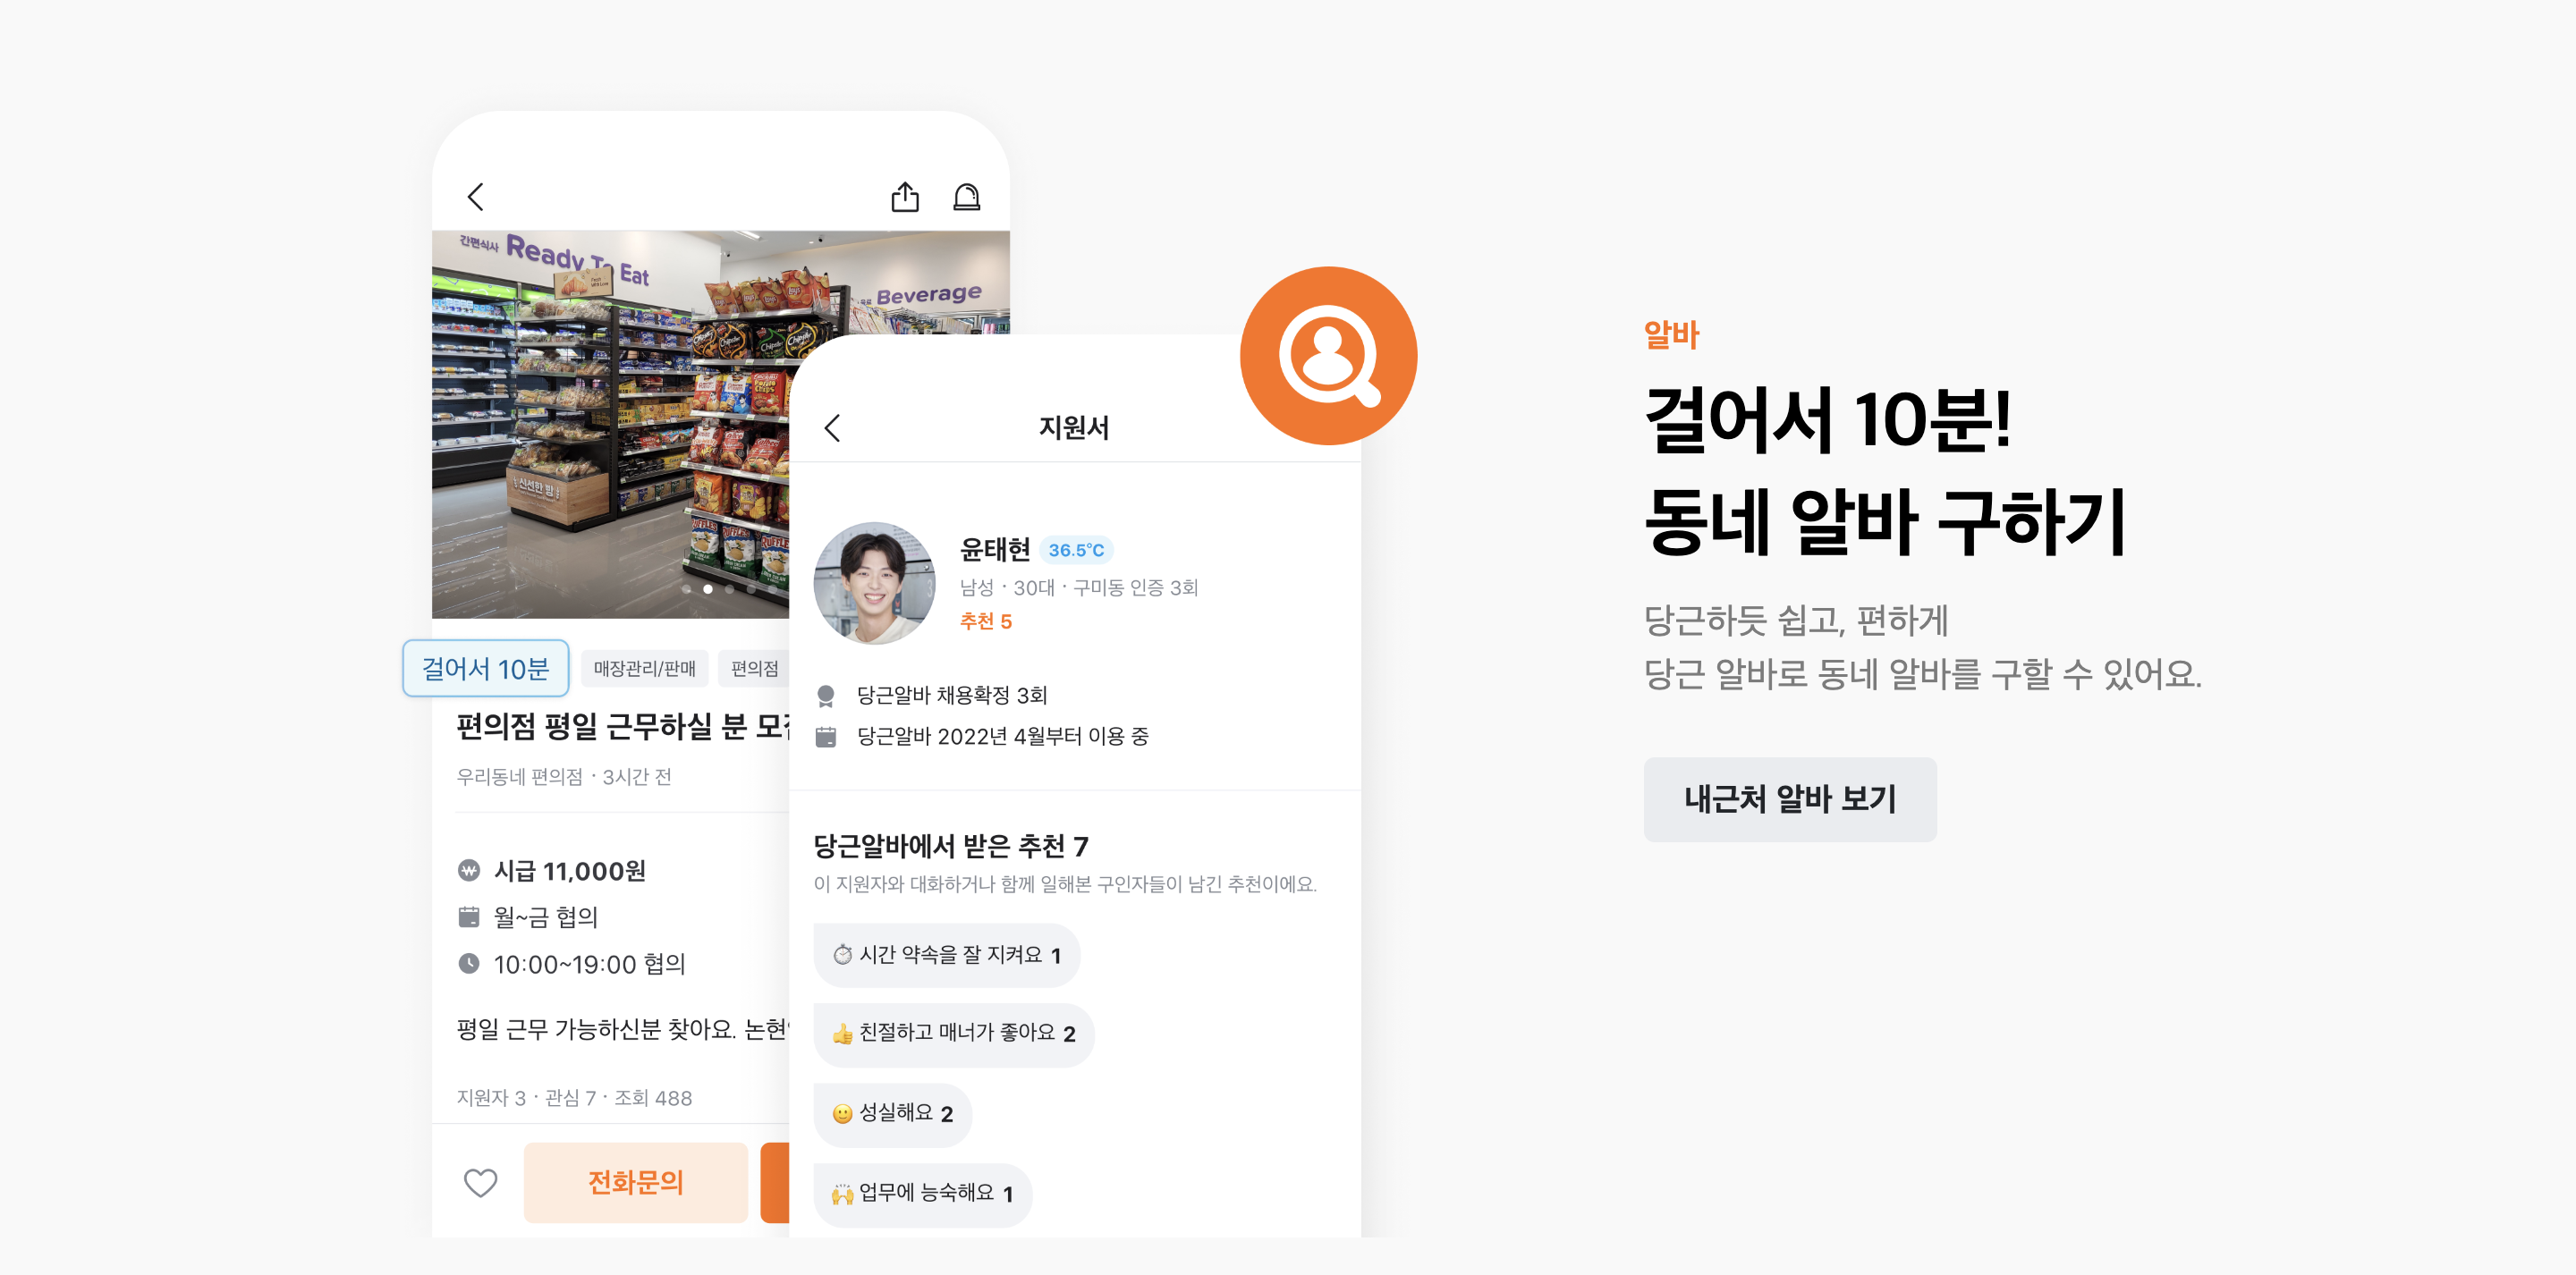 간편식사 Ready To Eat
Beverage
신선한 빵
걸어서 10분
매장관리/판매
편의점
편의점 평일 근무하실 분 모집
우리동네 편의점 · 3시간 전
시급 11,000원
월~금 협의
10:00~19:00 협의
평일 근무 가능하신분 찾아요. 논현
지원자 3 · 관심 7 · 조회 488
전화문의
지원서
윤태현 36.5°C
남성 · 30대 · 구미동 인증 3회
추천 5
당근알바 채용확정 3회
당근알바 2022년 4월부터 이용 중
당근알바에서 받은 추천 7
이 지원자와 대화하거나 함께 일해본 구인자들이 남긴 추천이에요.
시간 약속을 잘 지켜요 1
친절하고 매너가 좋아요 2
성실해요 2
업무에 능숙해요 1
알바
걸어서 10분!
동네 알바 구하기
당근하듯 쉽고, 편하게
당근 알바로 동네 알바를 구할 수 있어요.
내근처 알바 보기